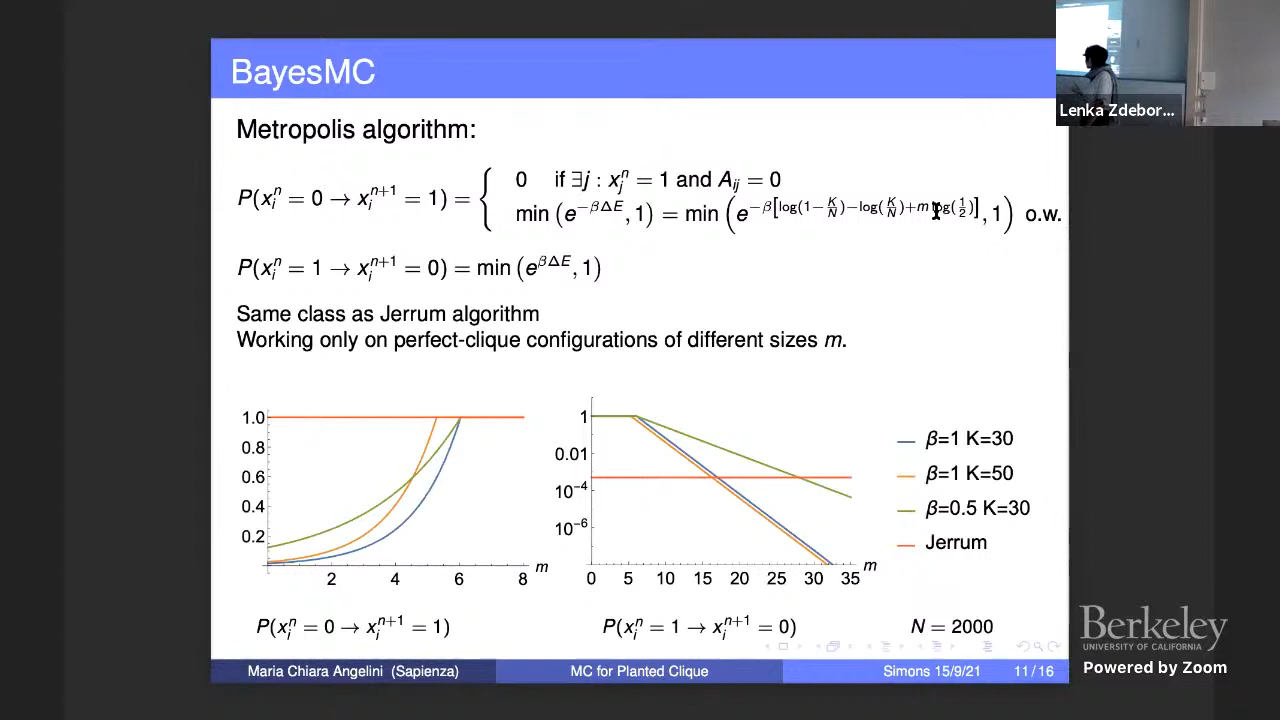 BayesMC
Lenka Zdebor...
Metropolis algorithm:
P(x_i^n = 0 → x_i^{n+1} = 1) = { 0 if ∃j : x_j^n = 1 and A_{ij} = 0
min (e^{−βΔE}, 1) = min (e^{−β[log(1−K/N)−log(K/N)+m log(1/2)]}, 1) o.w.
P(x_i^n = 1 → x_i^{n+1} = 0) = min (e^{βΔE}, 1)
Same class as Jerrum algorithm
Working only on perfect-clique configurations of different sizes m.
1.0
0.8
0.6
0.4
0.2
2 4 6 8 m
1
0.01
10^{-4}
10^{-6}
0 5 10 15 20 25 30 35 m
β=1 K=30
β=1 K=50
β=0.5 K=30
Jerrum
P(x_i^n = 0 → x_i^{n+1} = 1)
P(x_i^n = 1 → x_i^{n+1} = 0)
N = 2000
Maria Chiara Angelini (Sapienza) MC for Planted Clique Simons 15/9/21 11 / 16
Berkeley
UNIVERSITY OF CALIFORNIA
Powered by Zoom